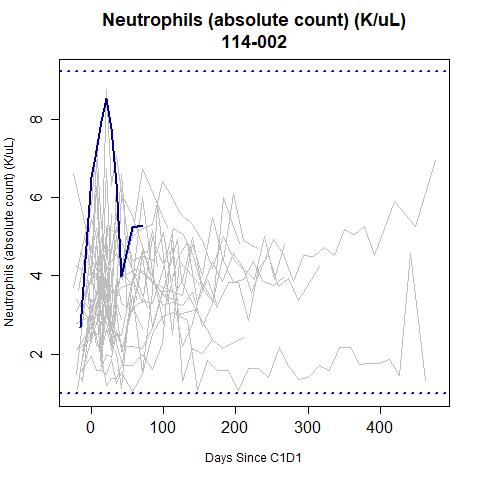 Neutrophils (absolute count) (K/uL)
114-002
Neutrophils (absolute count) (K/uL)
8
6
4
2
0 100 200 300 400
Days Since C1D1